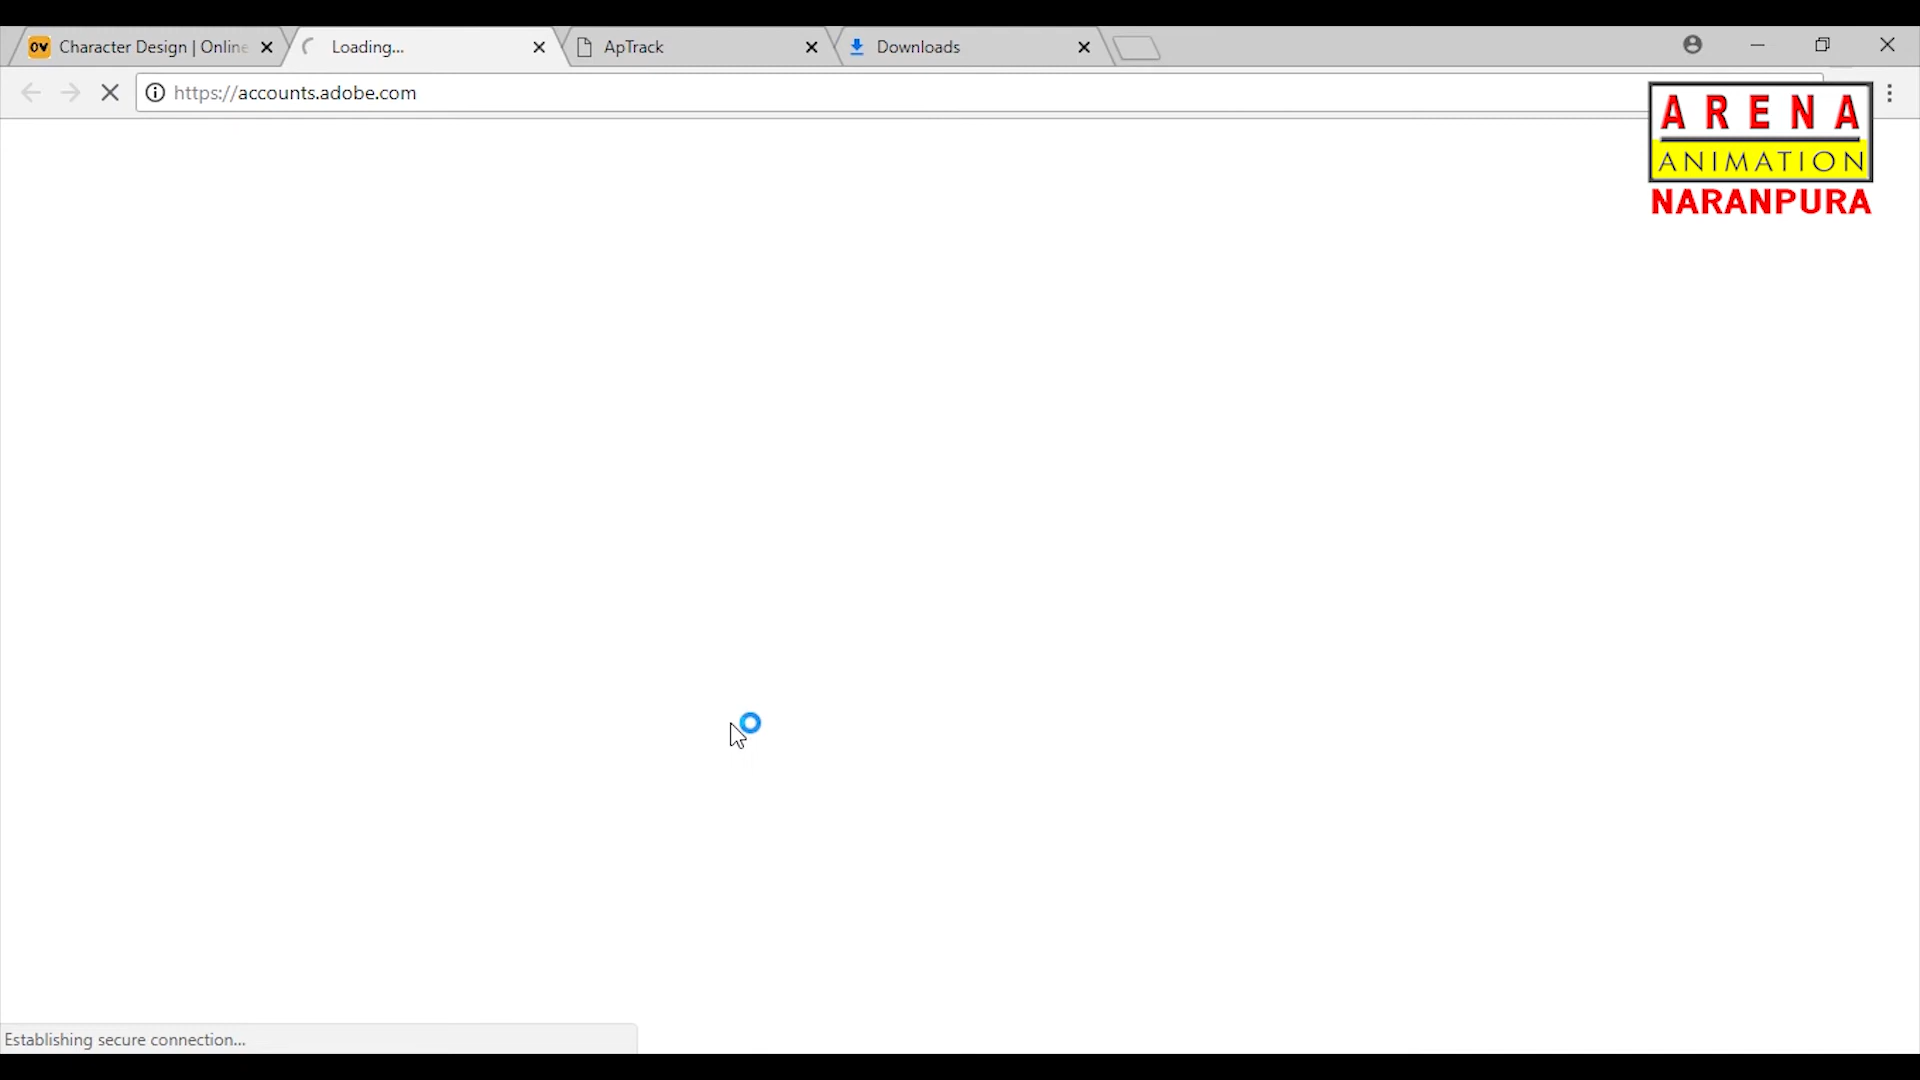 Character Design | Online
Loading...
ApTrack
Downloads
https://accounts.adobe.com
ARENA
ANIMATION
NARANPURA
Establishing secure connection...